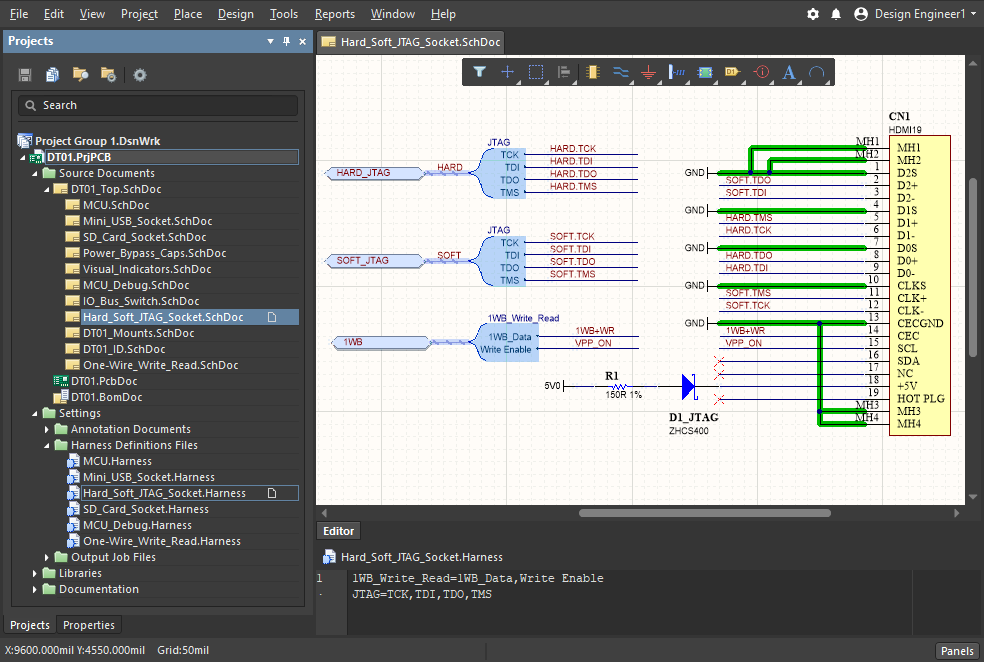 File Edit View Project Place Design Tools Reports Window Help Design Engineer1
Projects
Hard_Soft_JTAG_Socket.SchDoc
Search
Project Group 1.DsnWrk
DT01.PrjPCB
Source Documents
DT01_Top.SchDoc
MCU.SchDoc
Mini_USB_Socket.SchDoc
SD_Card_Socket.SchDoc
Power_Bypass_Caps.SchDoc
Visual_Indicators.SchDoc
MCU_Debug.SchDoc
IO_Bus_Switch.SchDoc
Hard_Soft_JTAG_Socket.SchDoc
DT01_Mounts.SchDoc
DT01_ID.SchDoc
One-Wire_Write_Read.SchDoc
DT01.PcbDoc
DT01.BomDoc
Settings
Annotation Documents
Harness Definitions Files
MCU.Harness
Mini_USB_Socket.Harness
Hard_Soft_JTAG_Socket.Harness
SD_Card_Socket.Harness
MCU_Debug.Harness
One-Wire_Write_Read.Harness
Output Job Files
Libraries
Documentation
Projects Properties
JTAG
HARD_JTAG
HARD
TCK
TDI
TDO
TMS
HARD.TCK
HARD.TDI
HARD.TDO
HARD.TMS
JTAG
SOFT_JTAG
SOFT
TCK
TDI
TDO
TMS
SOFT.TCK
SOFT.TDI
SOFT.TDO
SOFT.TMS
1WB_Write_Read
1WB
1WB_Data
Write Enable
1WB+WR
VPP_ON
5V0
R1
150R 1%
D1_JTAG
ZHCS400
CN1
HDMI19
MH1 MH1
MH2 MH2
GND 1 D2S
SOFT.TDO 2 D2+
SOFT.TDI 3 D2-
GND 4 D1S
HARD.TMS 5 D1+
HARD.TCK 6 D1-
GND 7 D0S
HARD.TDO 8 D0+
HARD.TDI 9 D0-
GND 10 CLKS
SOFT.TMS 11 CLK+
SOFT.TCK 12 CLK-
GND 13 CECGND
1WB+WR 14 CEC
VPP_ON 15 SCL
16 SDA
17 NC
18 +5V
19 HOT PLG
MH3 MH3
MH4 MH4
Editor
Hard_Soft_JTAG_Socket.Harness
1 1WB_Write_Read=1WB_Data,Write Enable
JTAG=TCK,TDI,TDO,TMS
X:9600.000mil Y:4550.000mil Grid:50mil
Panels